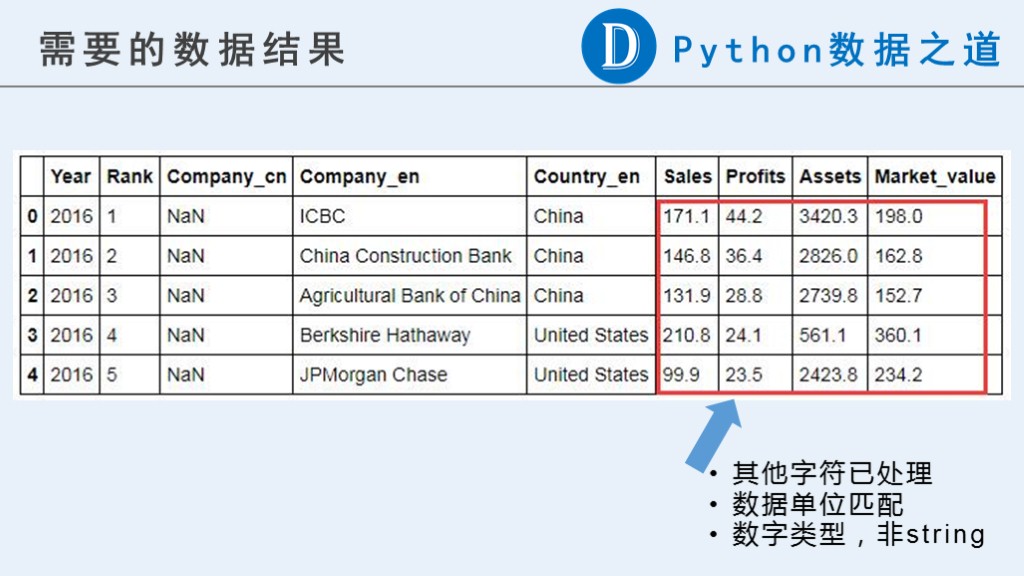 需要的数据结果
D Python数据之道
Year Rank Company_cn Company_en Country_en Sales Profits Assets Market_value
0 2016 1 NaN ICBC China 171.1 44.2 3420.3 198.0
1 2016 2 NaN China Construction Bank China 146.8 36.4 2826.0 162.8
2 2016 3 NaN Agricultural Bank of China China 131.9 28.8 2739.8 152.7
3 2016 4 NaN Berkshire Hathaway United States 210.8 24.1 561.1 360.1
4 2016 5 NaN JPMorgan Chase United States 99.9 23.5 2423.8 234.2
• 其他字符已处理
• 数据单位匹配
• 数字类型，非string